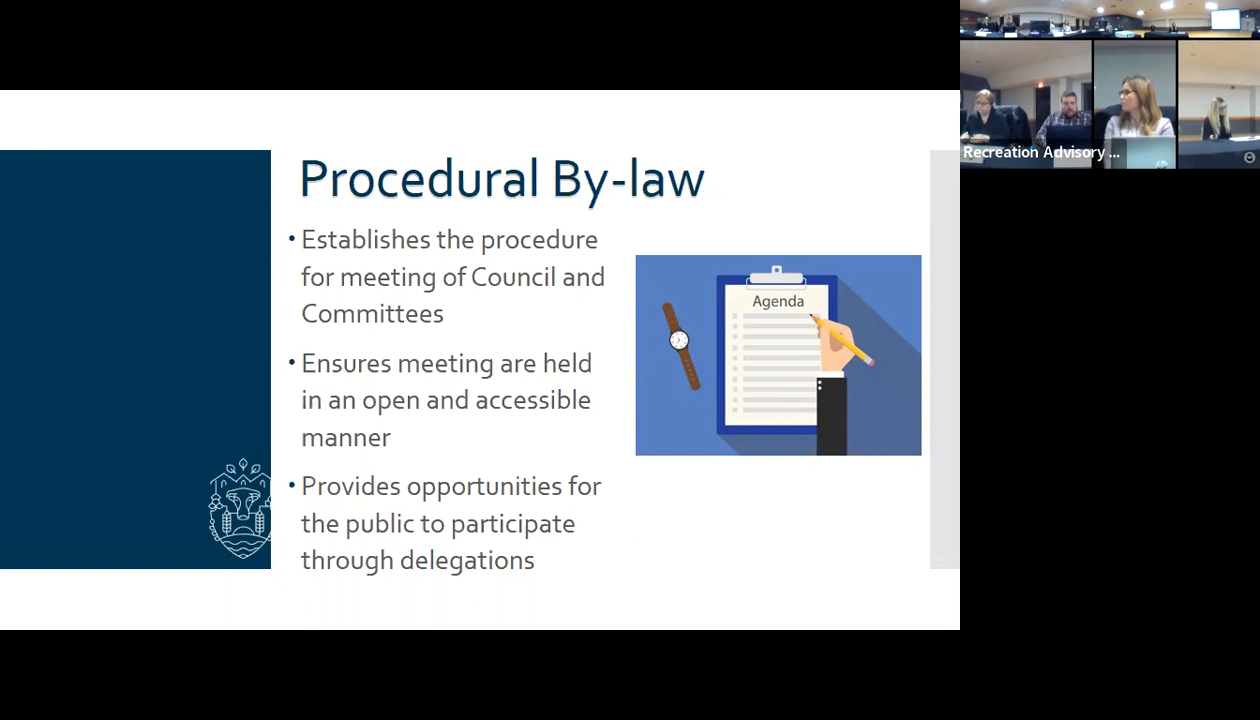 Procedural By-law
• Establishes the procedure
for meeting of Council and
Committees
• Ensures meeting are held
in an open and accessible
manner
• Provides opportunities for
the public to participate
through delegations
Agenda
Recreation Advisory ...